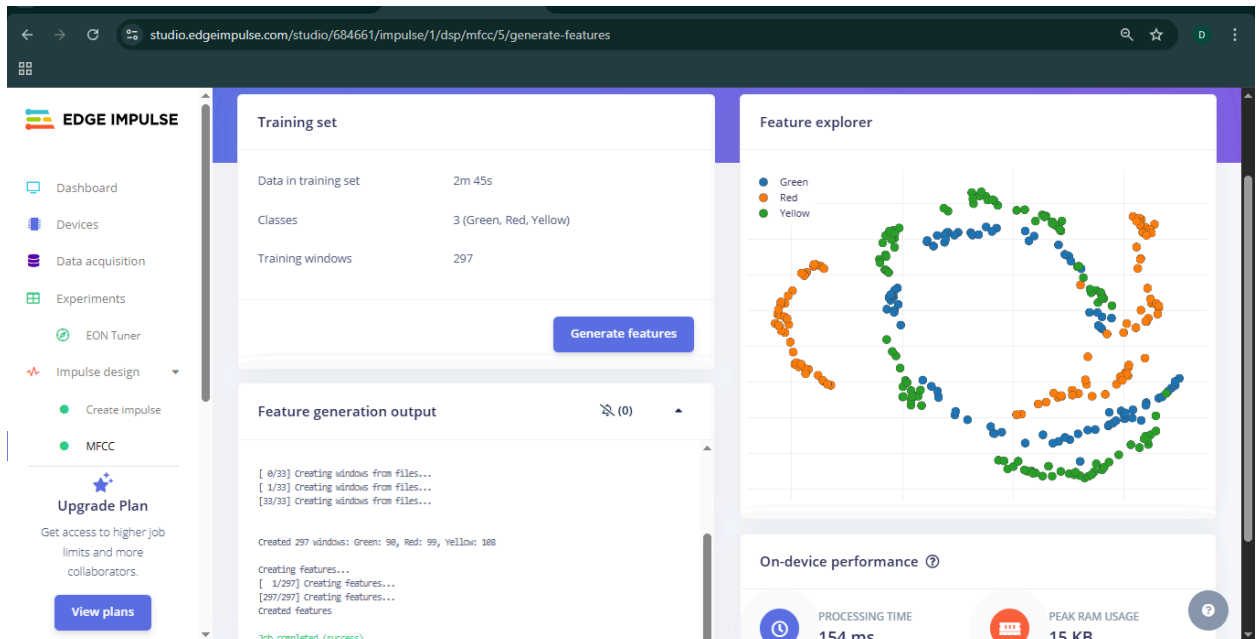 studio.edgeimpulse.com/studio/684661/impulse/1/dsp/mfcc/5/generate-features
D
EDGE IMPULSE
Dashboard
Devices
Data acquisition
Experiments
EON Tuner
Impulse design
Create impulse
MFCC
Upgrade Plan
Get access to higher job
limits and more
collaborators.
View plans
Training set
Data in training set 2m 45s
Classes 3 (Green, Red, Yellow)
Training windows 297
Generate features
Feature generation output (0)
[ 0/33] Creating windows from files...
[ 1/33] Creating windows from files...
[33/33] Creating windows from files...
Created 297 windows: Green: 90, Red: 99, Yellow: 108
Creating features...
[ 1/297] Creating features...
[297/297] Creating features...
Created features
Job completed (success)
Feature explorer
Green
Red
Yellow
On-device performance ?
PROCESSING TIME
154 ms
PEAK RAM USAGE
15 KB
?